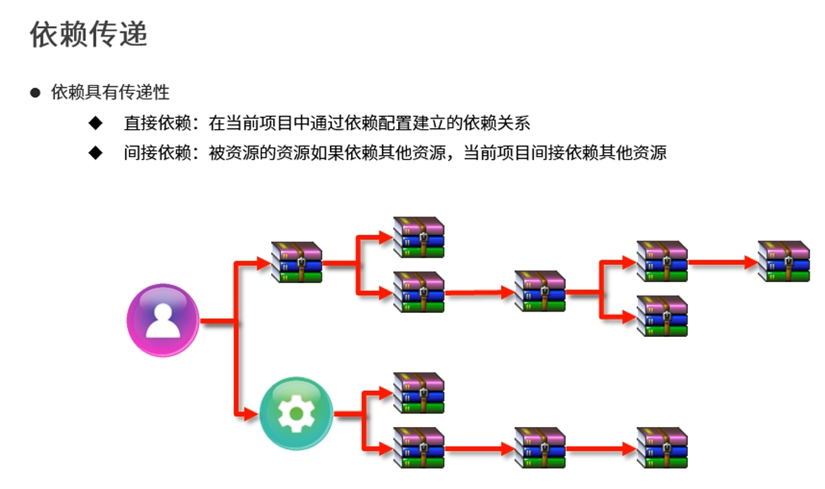 依赖传递
● 依赖具有传递性
◆ 直接依赖：在当前项目中通过依赖配置建立的依赖关系
◆ 间接依赖：被资源的资源如果依赖其他资源，当前项目间接依赖其他资源